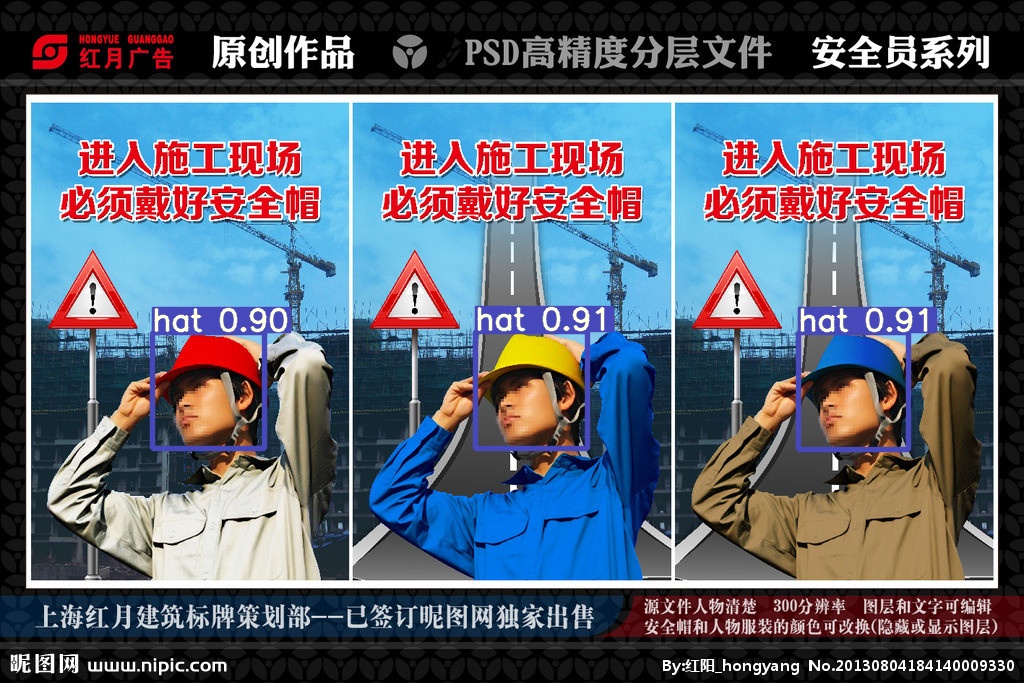 HONGYUE GUANGGAO
红月广告
原创作品
PSD高精度分层文件
安全员系列
进入施工现场
必须戴好安全帽
进入施工现场
必须戴好安全帽
进入施工现场
必须戴好安全帽
hat 0.90
hat 0.91
hat 0.91
上海红月建筑标牌策划部——已签订昵图网独家出售
源文件人物清楚 300分辨率 图层和文字可编辑
安全帽和人物服装的颜色可改换(隐藏或显示图层)
昵图网 www.nipic.com
By:红阳_hongyang No.20130804184140009330